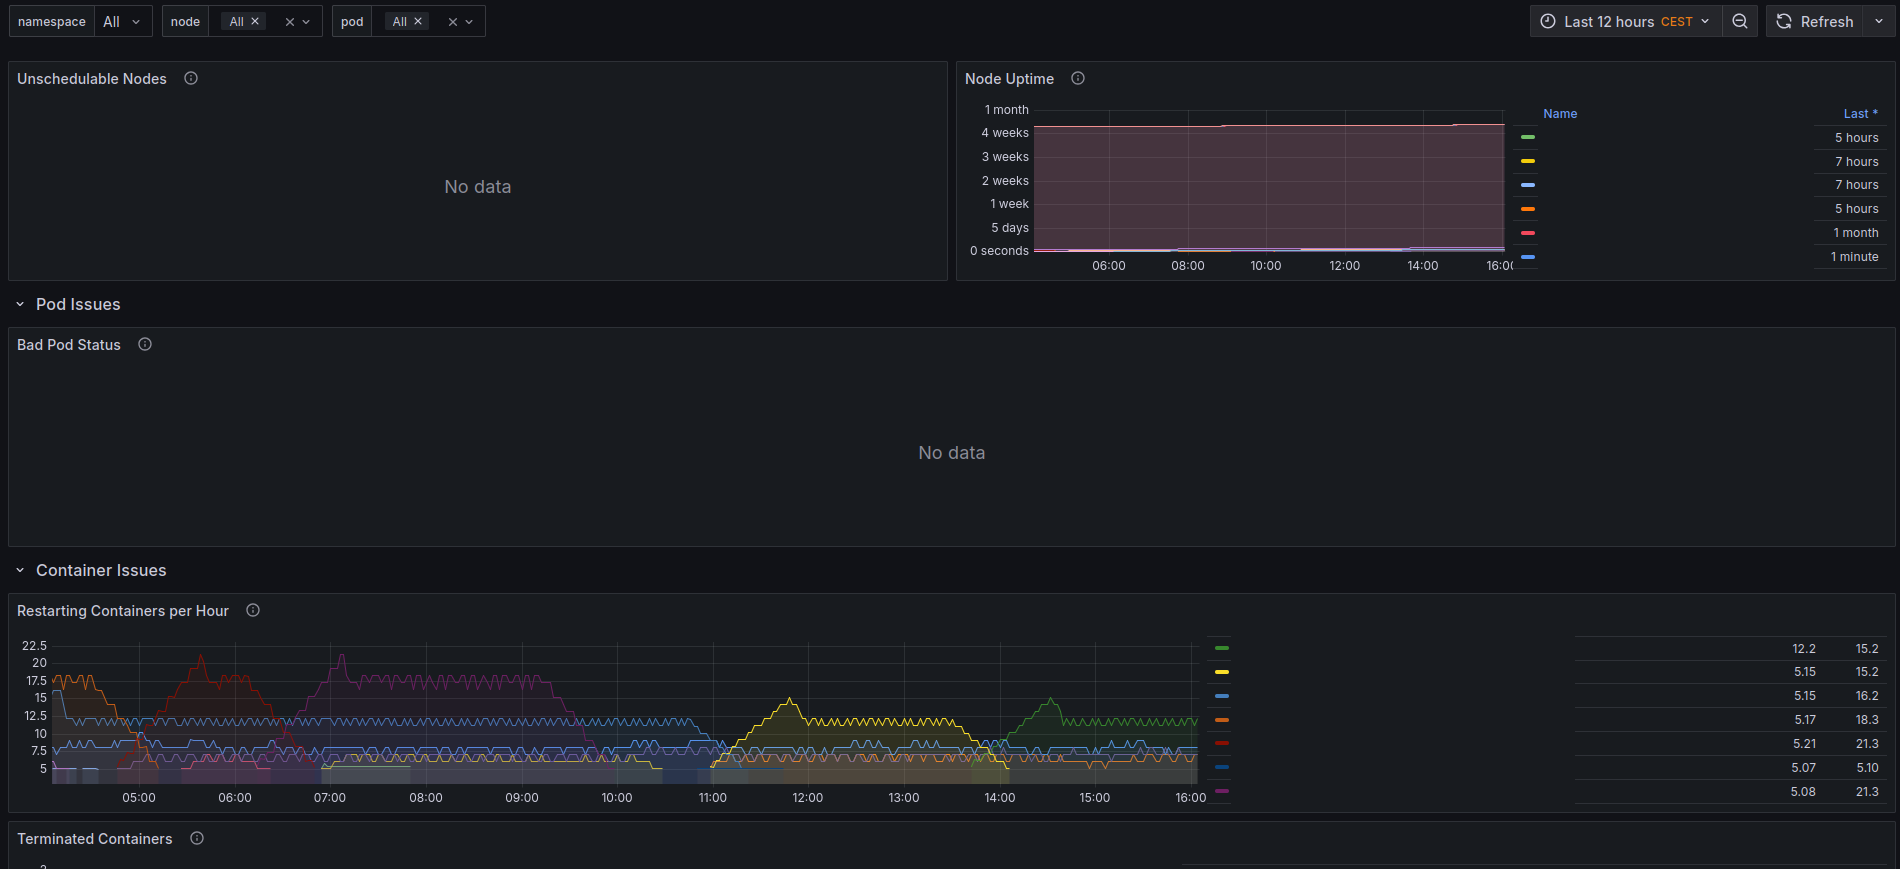 namespace All node All pod All Last 12 hours CEST Refresh
Unschedulable Nodes
No data
Node Uptime
1 month
4 weeks
3 weeks
2 weeks
1 week
5 days
0 seconds
06:00 08:00 10:00 12:00 14:00
Name Last *
5 hours
7 hours
7 hours
5 hours
1 month
1 minute
Pod Issues
Bad Pod Status
No data
Container Issues
Restarting Containers per Hour
22.5
20
17.5
15
12.5
10
7.5
5
05:00 06:00 07:00 08:00 09:00 10:00 11:00 12:00 13:00 14:00 15:00 16:00
12.2 15.2
5.15 15.2
5.15 16.2
5.17 18.3
5.21 21.3
5.07 5.10
5.08 21.3
Terminated Containers